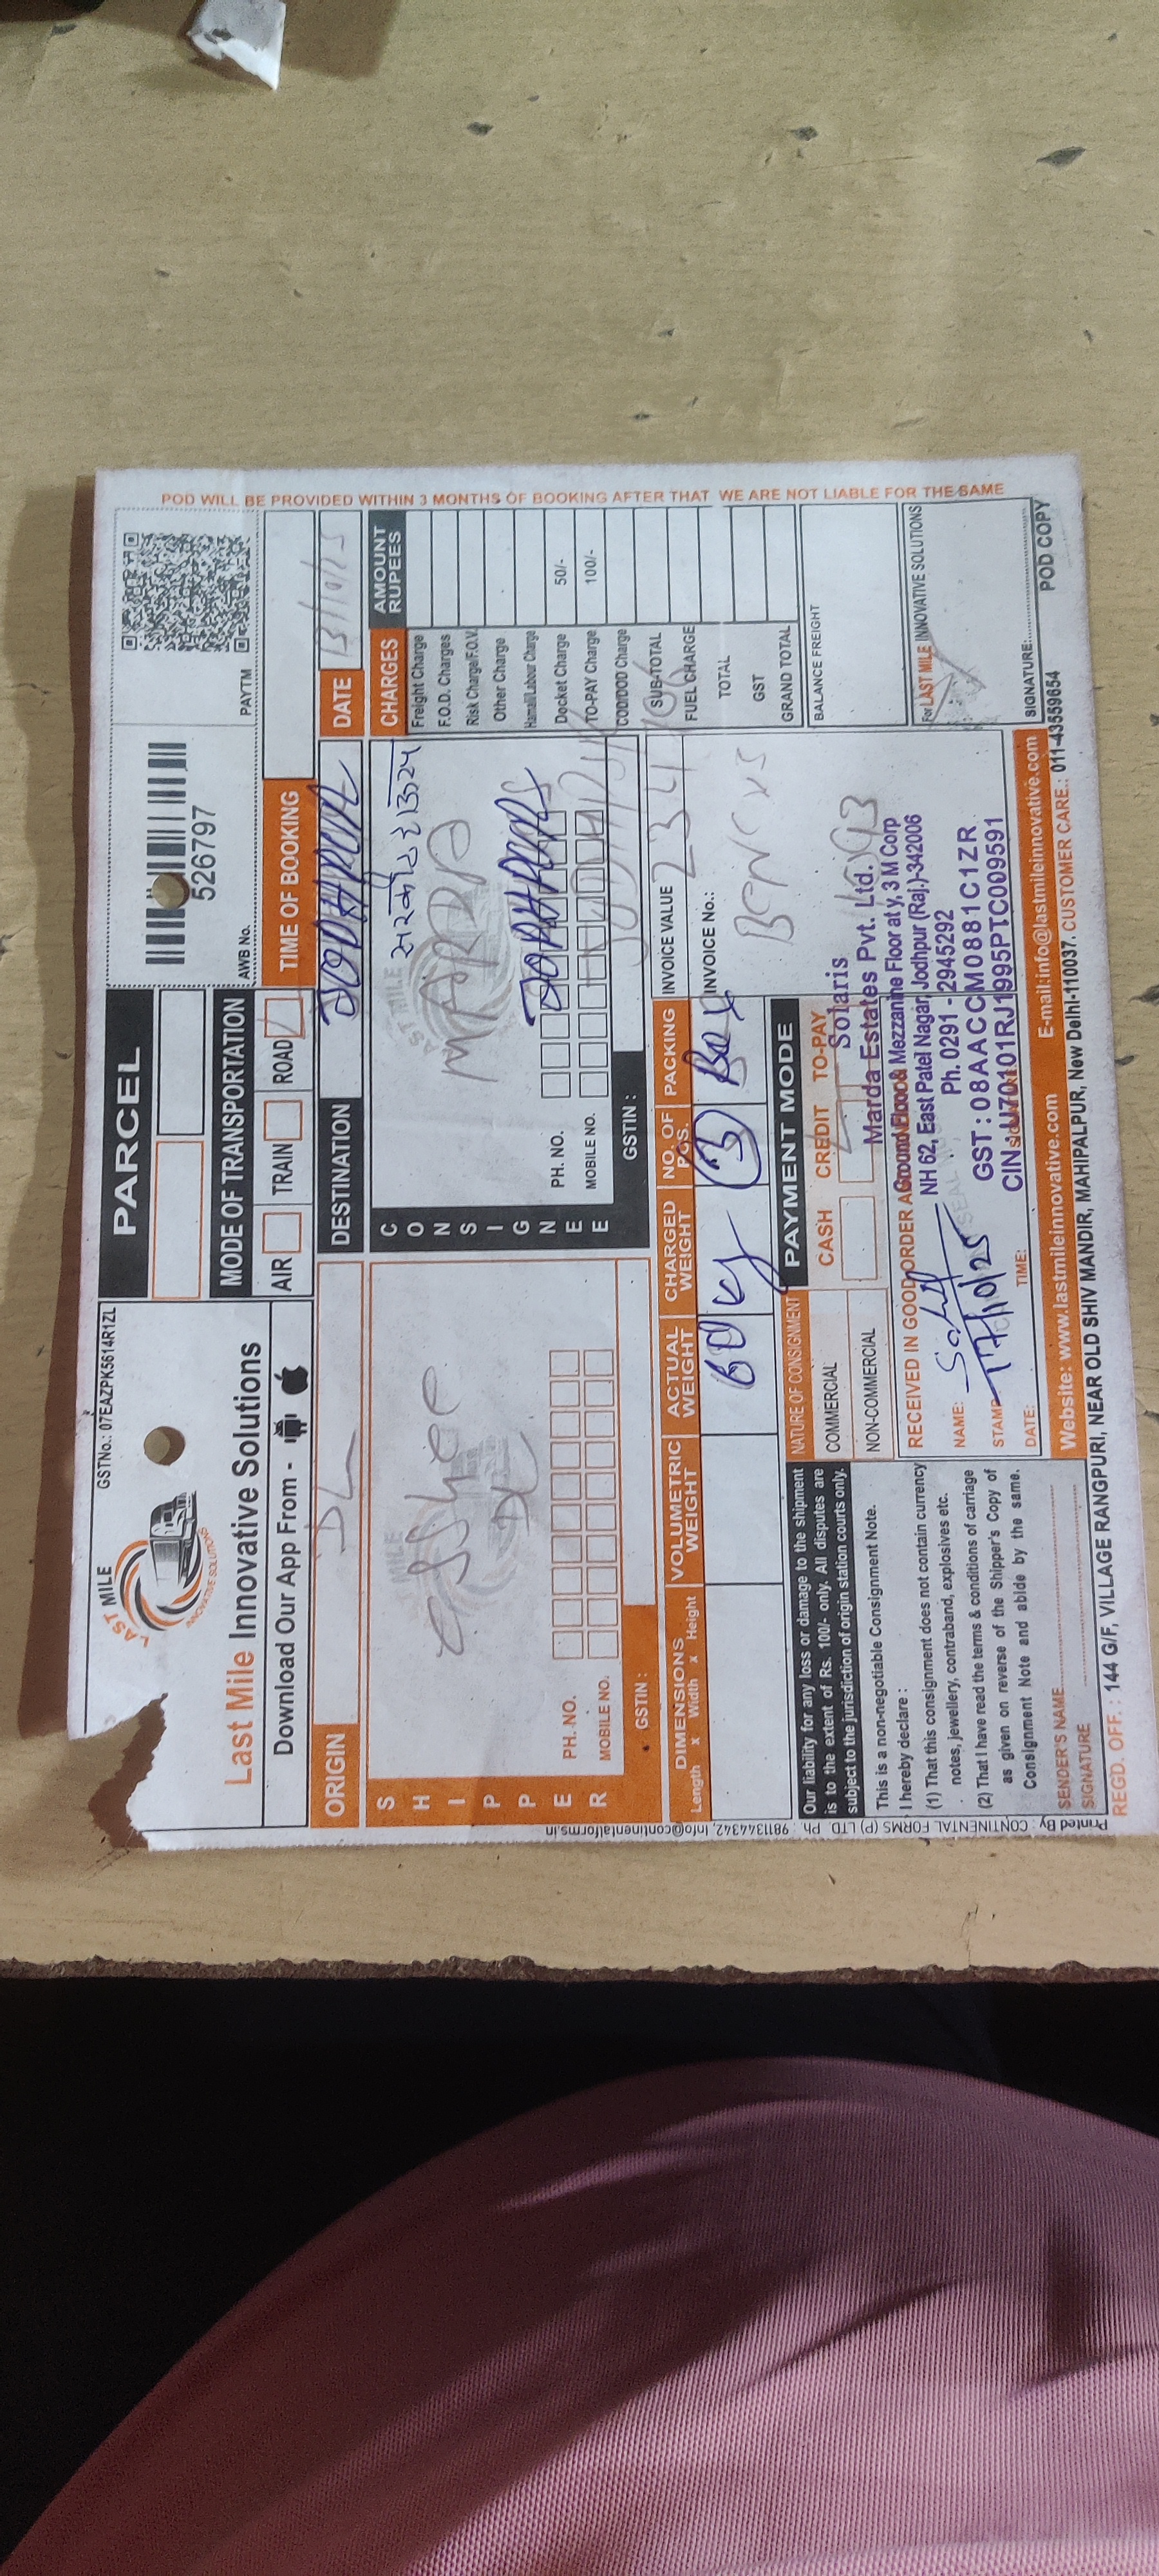 GSTNo.: 07EAZPK5614R1ZL
LAST MILE
INNOVATIVE SOLUTIONS
Last Mile Innovative Solutions
Download Our App From -
PARCEL
526797
AWB No.
PAYTM
MODE OF TRANSPORTATION
AIR TRAIN ROAD
TIME OF BOOKING
ORIGIN DL
DESTINATION JODHPUR
DATE 13/10/25
SHIPPER
PH. NO.
MOBILE NO.
GSTIN :
CONSIGNEE
MARDA
JODHPUR
PH. NO.
MOBILE NO.
GSTIN :
CHARGES AMOUNT RUPEES
Freight Charge
F.O.D. Charges
Risk Charge/F.O.V.
Other Charge
Hamali/Labour Charge
Docket Charge 50/-
TO-PAY Charge 100/-
COD/DOD Charge
SUB-TOTAL
FUEL CHARGE
TOTAL
GST
GRAND TOTAL
BALANCE FREIGHT
DIMENSIONS
Length x Width x Height
VOLUMETRIC WEIGHT
ACTUAL WEIGHT
CHARGED WEIGHT
NO. OF PGS.
PACKING
60 kg 3 Box
INVOICE VALUE
INVOICE No.:
Our liability for any loss or damage to the shipment
is to the extent of Rs. 100/- only. All disputes are
subject to the jurisdiction of origin station courts only.
This is a non-negotiable Consignment Note.
I hereby declare :
(1) That this consignment does not contain currency
notes, jewellery, contraband, explosives etc.
(2) That I have read the terms & conditions of carriage
as given on reverse of the Shipper's Copy of
Consignment Note and abide by the same.
SENDER'S NAME
SIGNATURE
NATURE OF CONSIGNMENT
COMMERCIAL
NON-COMMERCIAL
PAYMENT MODE
CASH CREDIT TO-PAY
RECEIVED IN GOOD ORDER
NAME:
STAMP
17/10/25
DATE: TIME:
Solaris
Marda Estates Pvt. Ltd.
Ground Floor & Mezzanine Floor at y, 3 M Corp
NH 62, East Patel Nagar, Jodhpur (Raj.)-342006
Ph. 0291 - 2945292
GST : 08AACCM0881C1ZR
CIN : U70101RJ1995PTC009591
For LAST MILE INNOVATIVE SOLUTIONS
SIGNATURE:
Website: www.lastmileinnovative.com E-mail:info@lastmileinnovative.com
REGD. OFF. : 144 G/F, VILLAGE RANGPURI, NEAR OLD SHIV MANDIR, MAHIPALPUR, New Delhi-110037. CUSTOMER CARE.: 011-43559654
POD COPY
POD WILL BE PROVIDED WITHIN 3 MONTHS OF BOOKING AFTER THAT WE ARE NOT LIABLE FOR THE SAME
Printed By : CONTINENTAL FORMS (P) LTD Ph : 9811344342, info@continentalforms.in